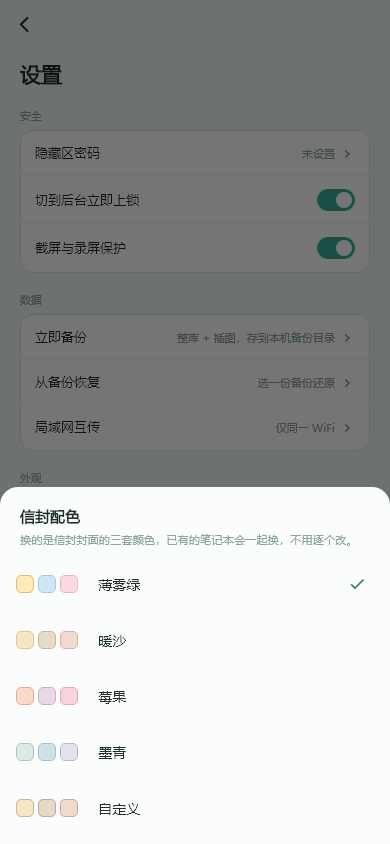 设置
安全
隐藏区密码 未设置
切到后台立即上锁
截屏与录屏保护
数据
立即备份 整库 + 插图，存到本机备份目录
从备份恢复 选一份备份还原
局域网互传 仅同一 WiFi
外观
信封配色
换的是信封封面的三套颜色，已有的笔记本会一起换，不用逐个改。
薄雾绿
暖沙
莓果
墨青
自定义